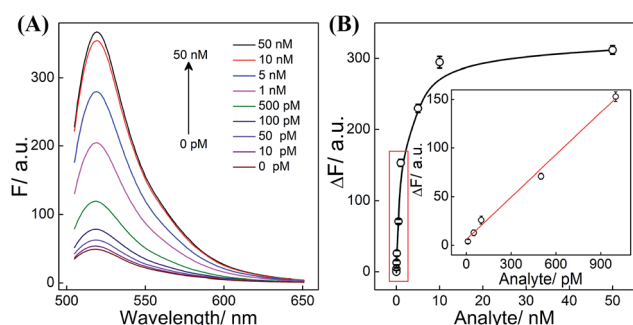 (A)
F/ a.u.
300
200
100
0
50 nM
0 pM
50 nM
10 nM
5 nM
1 nM
500 pM
100 pM
50 pM
10 pM
0 pM
500 550 600 650
Wavelength/ nm
(B)
ΔF/ a.u.
300
200
100
0
0 10 20 30 40 50
Analyte/ nM
ΔF/ a.u.
150
100
50
0
0 300 600 900
Analyte/ pM